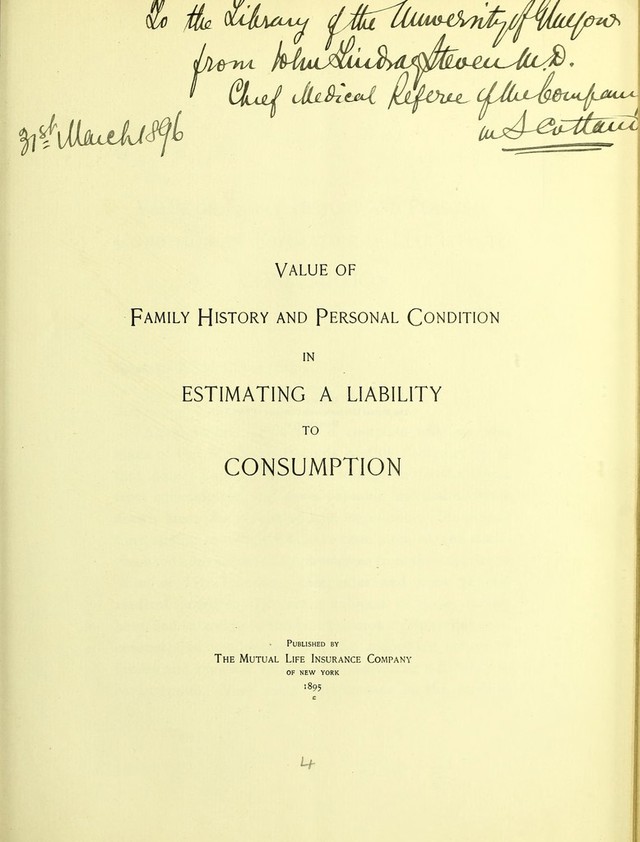 To the Library of the University of Glasgow
from John Lindsay Steven M.D.
Chief Medical Referee of the Company
in Scotland
31st March 1896
VALUE OF
FAMILY HISTORY AND PERSONAL CONDITION
IN
ESTIMATING A LIABILITY
TO
CONSUMPTION
PUBLISHED BY
THE MUTUAL LIFE INSURANCE COMPANY
OF NEW YORK
1895
c
4